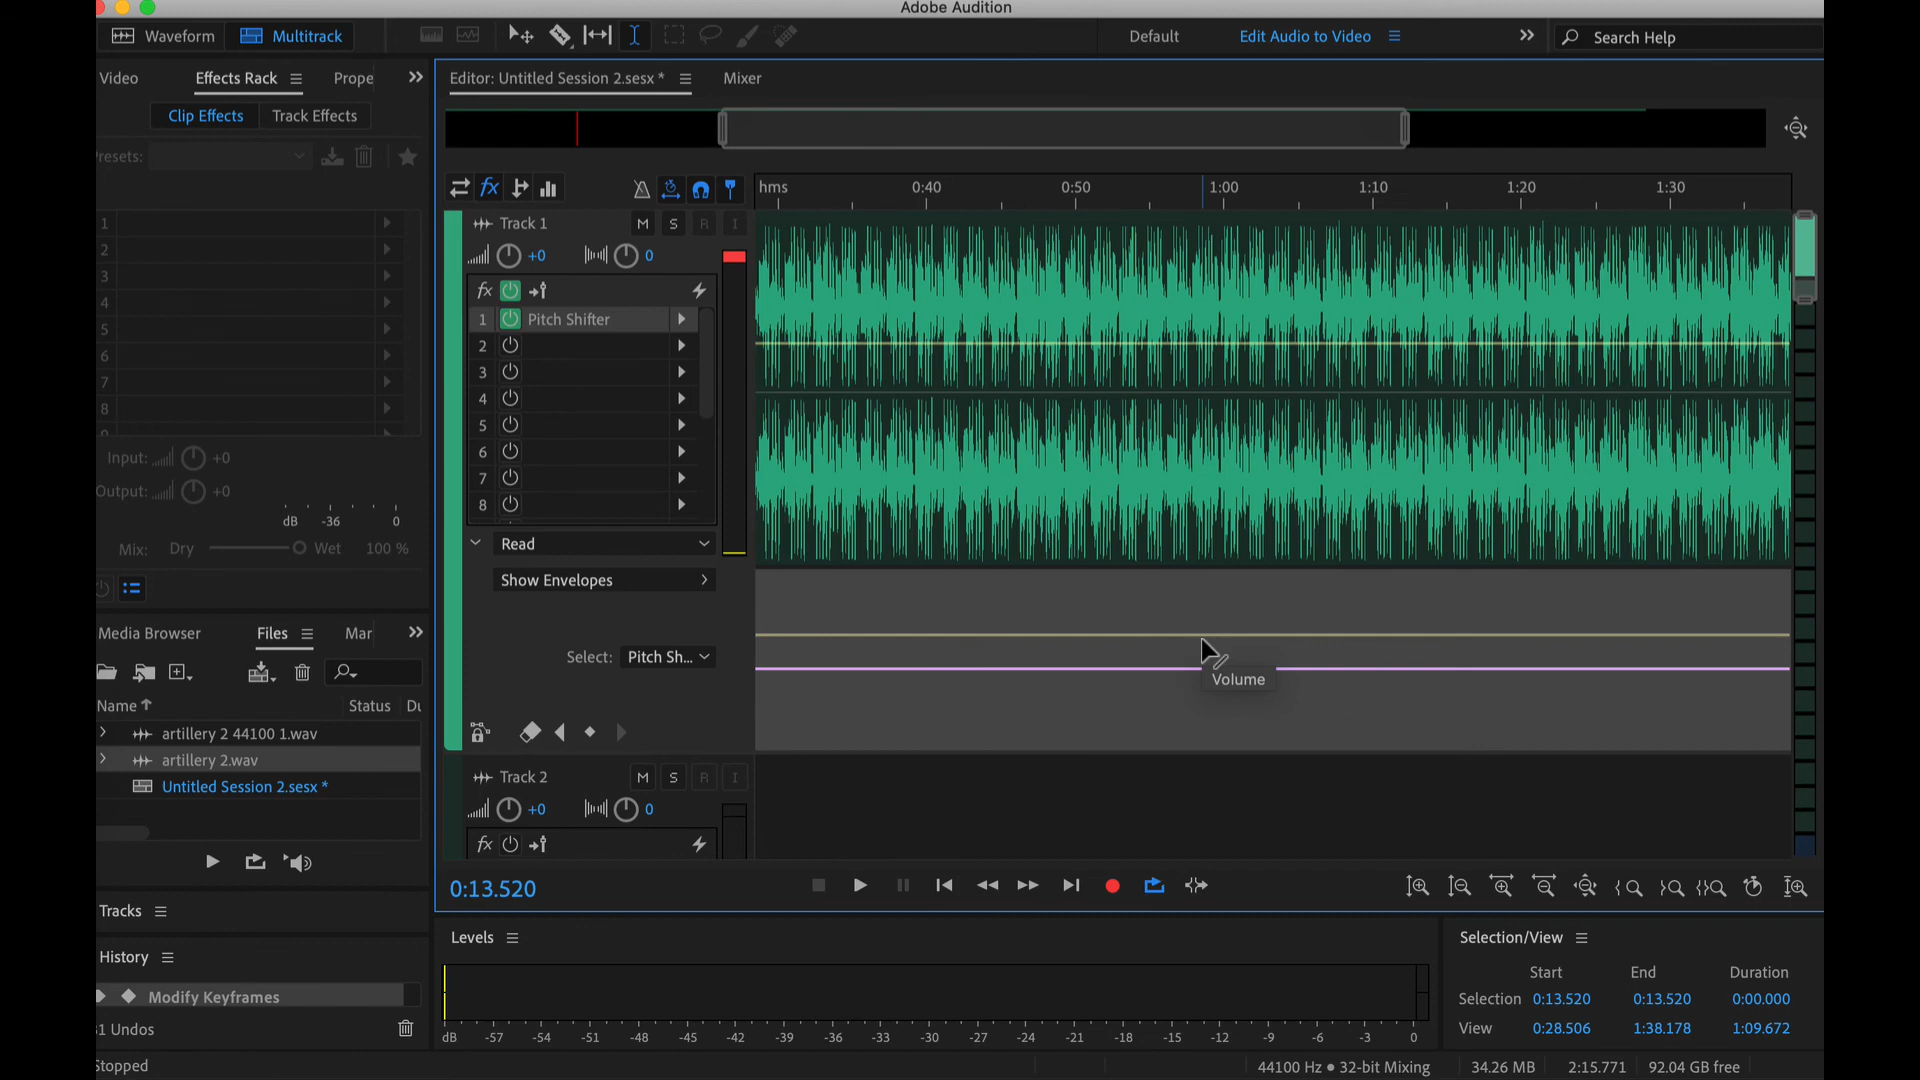 Adobe Audition
Waveform
Multitrack
Default
Edit Audio to Video
Search Help
Video
Effects Rack
Prope
Editor: Untitled Session 2.sesx *
Mixer
Clip Effects
Track Effects
Presets:
hms
0:40
0:50
1:00
1:10
1:20
1:30
fx
Track 1
M
S
R
I
+0
0
fx
1
2
3
4
5
6
7
8
1
Pitch Shifter
2
3
4
5
6
7
8
Input:
+0
Output:
+0
dB
-36
0
Mix:
Dry
Wet
100 %
Read
Show Envelopes
Select:
Pitch Sh...
Volume
Media Browser
Files
Mar
Name
Status
artillery 2 44100 1.wav
artillery 2.wav
Untitled Session 2.sesx *
Track 2
M
S
R
I
+0
0
fx
0:13.520
Tracks
History
Modify Keyframes
Undos
Levels
dB
-57
-54
-51
-48
-45
-42
-39
-36
-33
-30
-27
-24
-21
-18
-15
-12
-9
-6
-3
0
Selection/View
Start
End
Duration
Selection
0:13.520
0:13.520
0:00.000
View
0:28.506
1:38.178
1:09.672
Stopped
44100 Hz ● 32-bit Mixing
34.26 MB
2:15.771
92.04 GB free